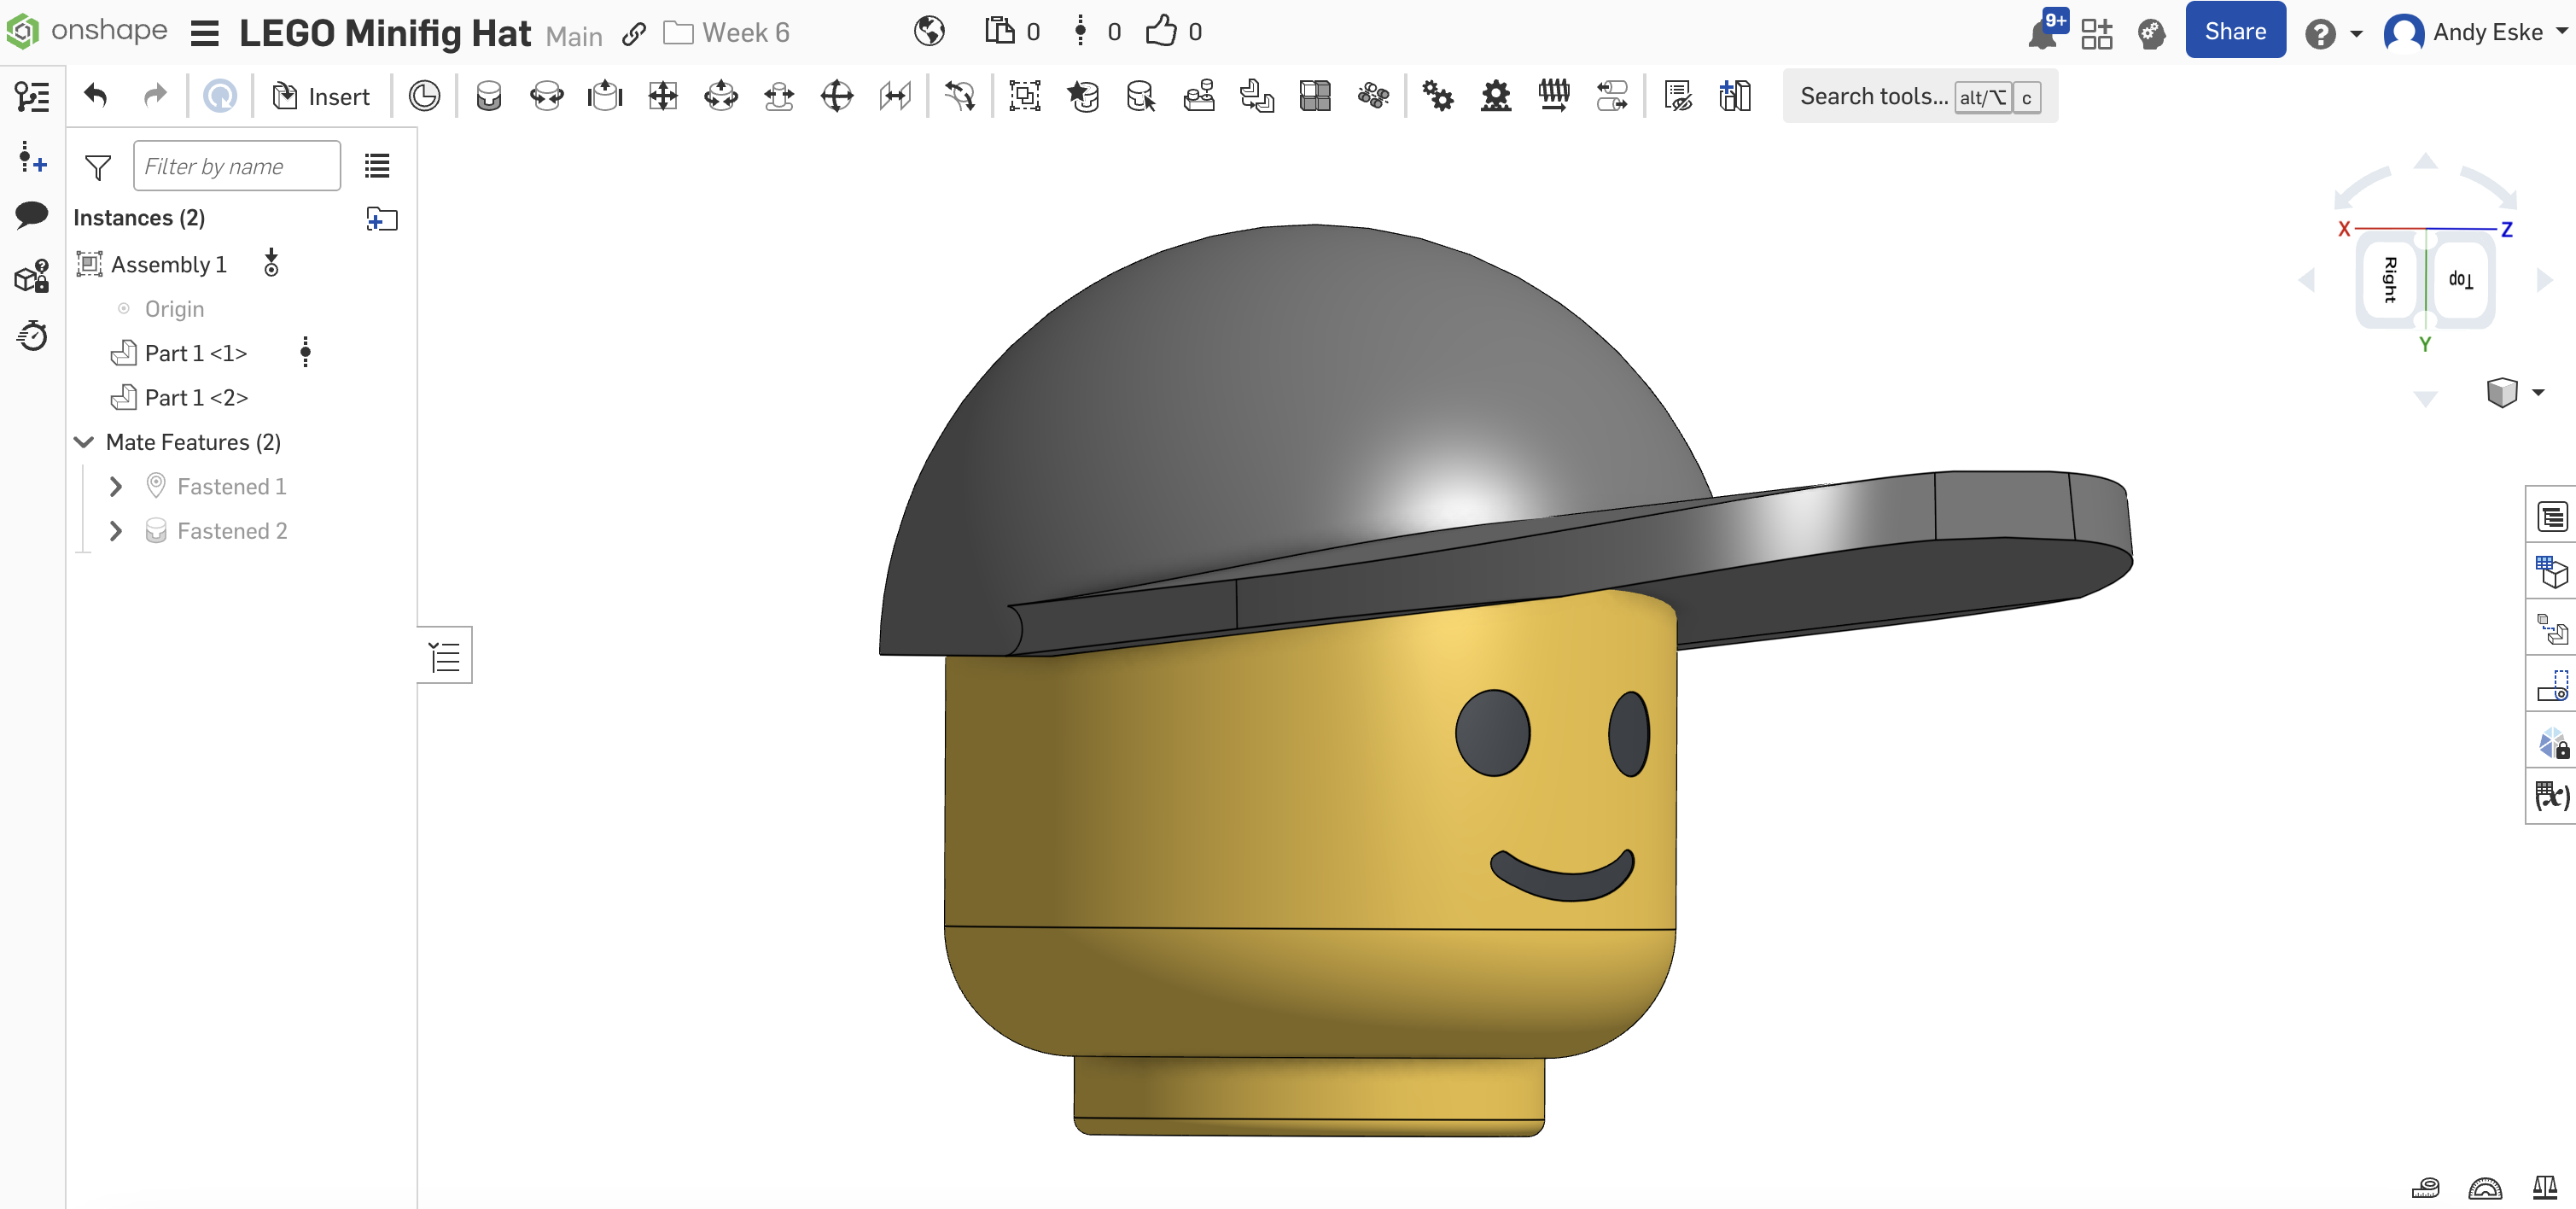 onshape LEGO Minifig Hat Main Week 6 0 0 0 9+ Share Andy Eske
Insert Search tools... alt/⌥ c
Filter by name
Instances (2)
Assembly 1
Origin
Part 1 <1>
Part 1 <2>
Mate Features (2)
Fastened 1
Fastened 2
X Z
Right Top
Y
(x)